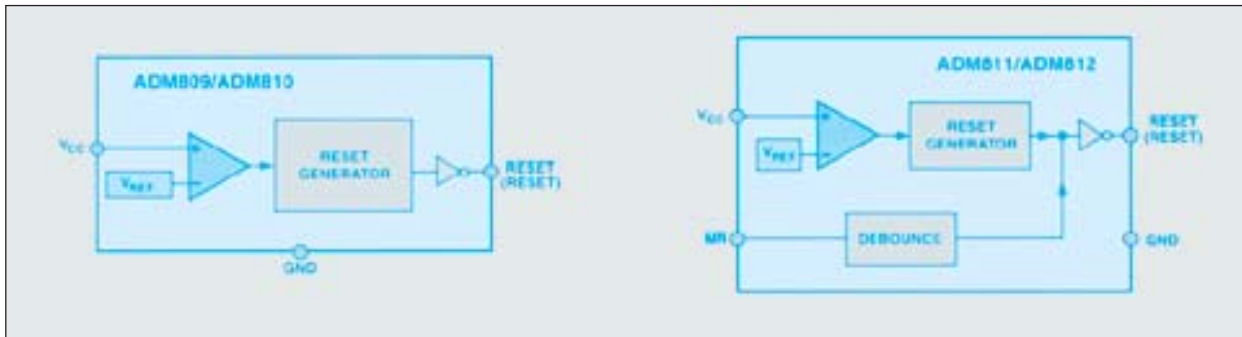 ADM809/ADM810
VCC
VREF
RESET
GENERATOR
RESET
(RESET)
GND
ADM811/ADM812
VCC
VREF
RESET
GENERATOR
RESET
(RESET)
MR
DEBOUNCE
GND